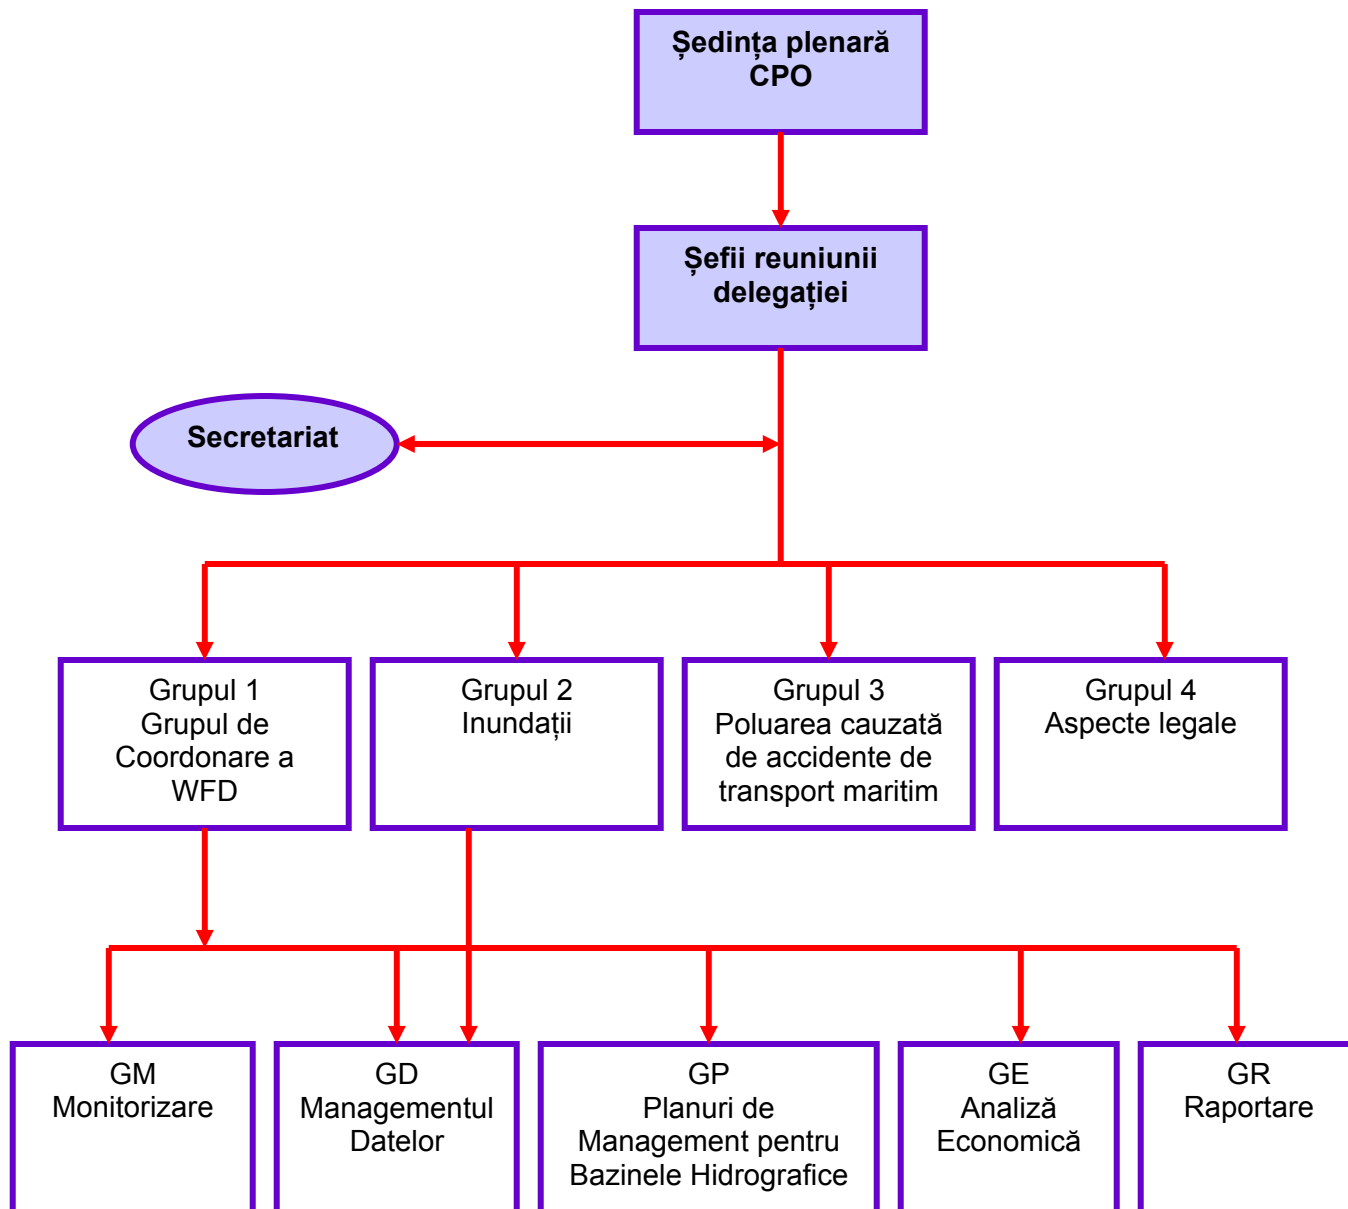 Ședința plenară
CPO
Șefii reuniunii
delegației
Secretariat
Grupul 1
Grupul de
Coordonare a
WFD
Grupul 2
Inundații
Grupul 3
Poluarea cauzată
de accidente de
transport maritim
Grupul 4
Aspecte legale
GM
Monitorizare
GD
Managementul
Datelor
GP
Planuri de
Management pentru
Bazinele Hidrografice
GE
Analiză
Economică
GR
Raportare